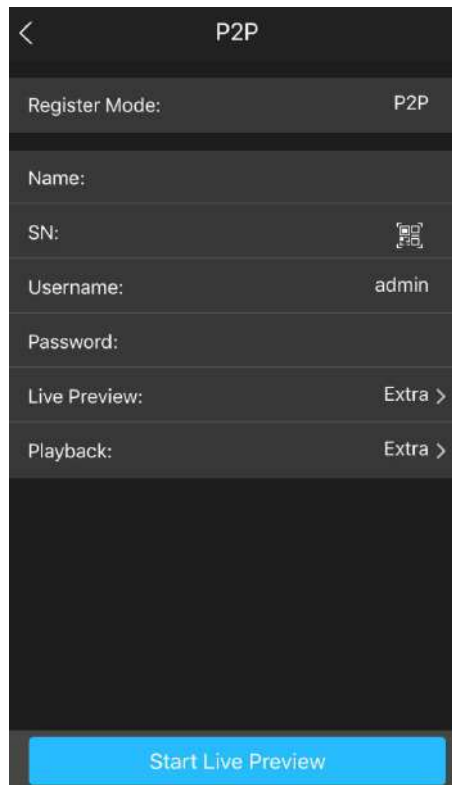 P2P
Register Mode: P2P
Name:
SN:
Username: admin
Password:
Live Preview: Extra
Playback: Extra
Start Live Preview